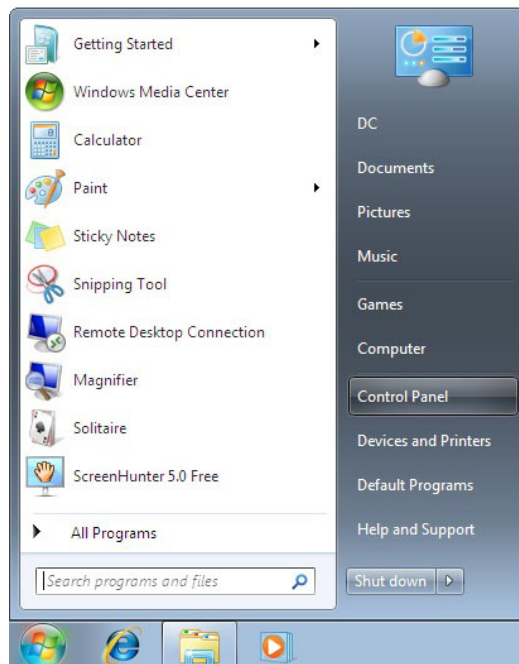 Getting Started
Windows Media Center
Calculator
Paint
Sticky Notes
Snipping Tool
Remote Desktop Connection
Magnifier
Solitaire
ScreenHunter 5.0 Free
All Programs
Search programs and files
DC
Documents
Pictures
Music
Games
Computer
Control Panel
Devices and Printers
Default Programs
Help and Support
Shut down